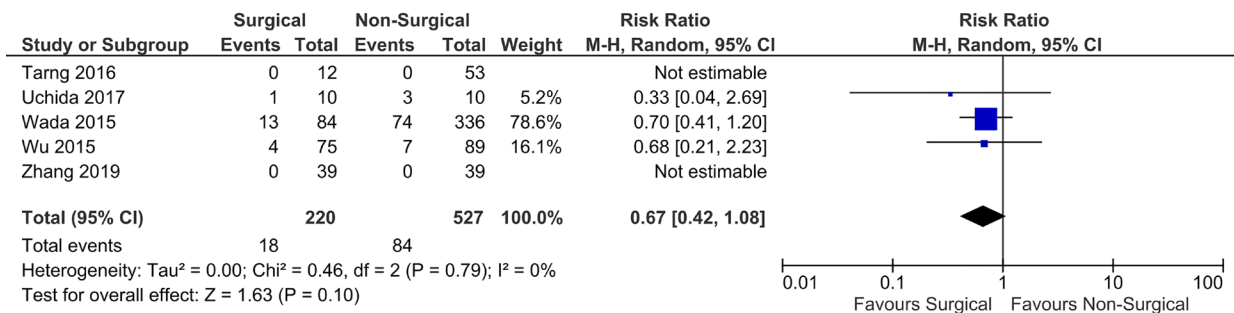 Surgical Non-Surgical Risk Ratio Risk Ratio
Study or Subgroup Events Total Events Total Weight M-H, Random, 95% CI M-H, Random, 95% CI
Tarng 2016 0 12 0 53 Not estimable
Uchida 2017 1 10 3 10 5.2% 0.33 [0.04, 2.69]
Wada 2015 13 84 74 336 78.6% 0.70 [0.41, 1.20]
Wu 2015 4 75 7 89 16.1% 0.68 [0.21, 2.23]
Zhang 2019 0 39 0 39 Not estimable
Total (95% CI) 220 527 100.0% 0.67 [0.42, 1.08]
Total events 18 84
Heterogeneity: Tau² = 0.00; Chi² = 0.46, df = 2 (P = 0.79); I² = 0%
Test for overall effect: Z = 1.63 (P = 0.10)
0.01 0.1 1 10 100
Favours Surgical Favours Non-Surgical